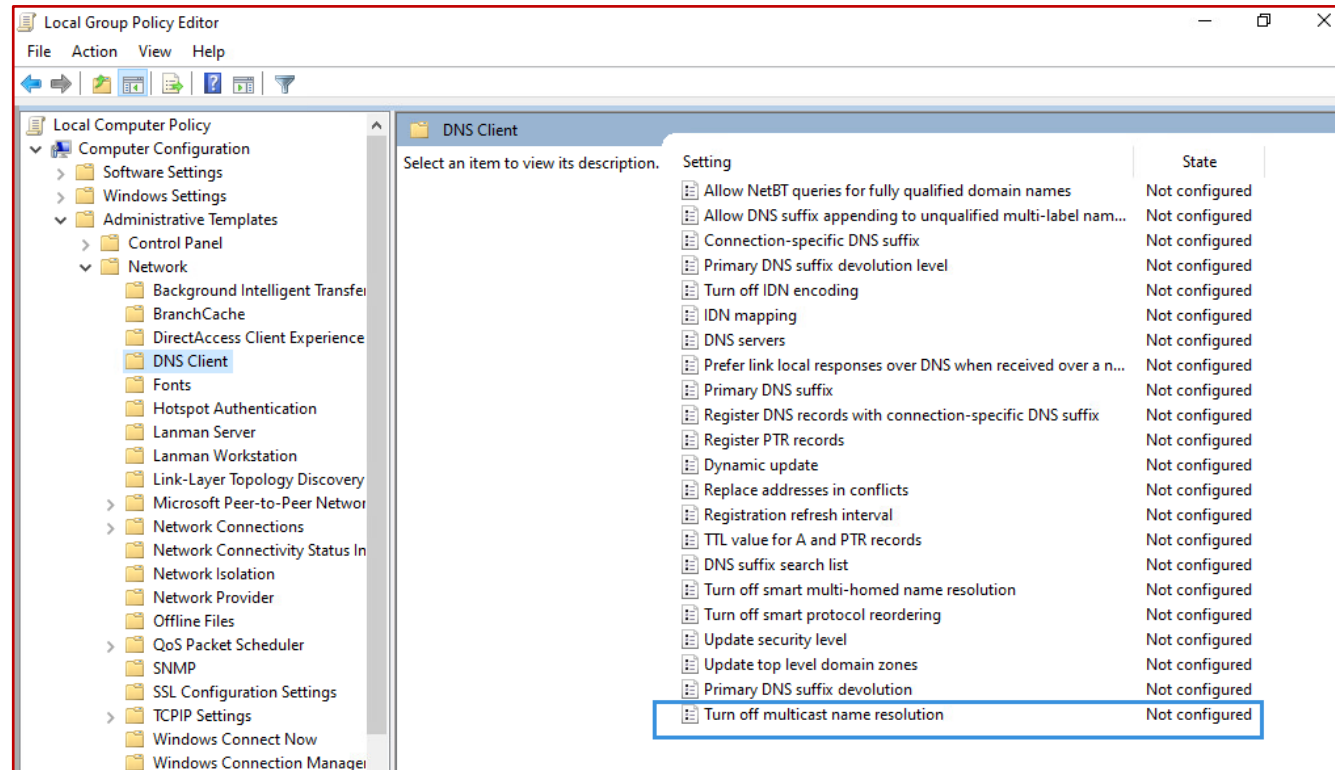 Local Group Policy Editor
File Action View Help
Local Computer Policy
Computer Configuration
Software Settings
Windows Settings
Administrative Templates
Control Panel
Network
Background Intelligent Transfer
BranchCache
DirectAccess Client Experience
DNS Client
Fonts
Hotspot Authentication
Lanman Server
Lanman Workstation
Link-Layer Topology Discovery
Microsoft Peer-to-Peer Networ
Network Connections
Network Connectivity Status In
Network Isolation
Network Provider
Offline Files
QoS Packet Scheduler
SNMP
SSL Configuration Settings
TCPIP Settings
Windows Connect Now
Windows Connection Manager
DNS Client
Select an item to view its description.
Setting State
Allow NetBT queries for fully qualified domain names Not configured
Allow DNS suffix appending to unqualified multi-label nam... Not configured
Connection-specific DNS suffix Not configured
Primary DNS suffix devolution level Not configured
Turn off IDN encoding Not configured
IDN mapping Not configured
DNS servers Not configured
Prefer link local responses over DNS when received over a n... Not configured
Primary DNS suffix Not configured
Register DNS records with connection-specific DNS suffix Not configured
Register PTR records Not configured
Dynamic update Not configured
Replace addresses in conflicts Not configured
Registration refresh interval Not configured
TTL value for A and PTR records Not configured
DNS suffix search list Not configured
Turn off smart multi-homed name resolution Not configured
Turn off smart protocol reordering Not configured
Update security level Not configured
Update top level domain zones Not configured
Primary DNS suffix devolution Not configured
Turn off multicast name resolution Not configured